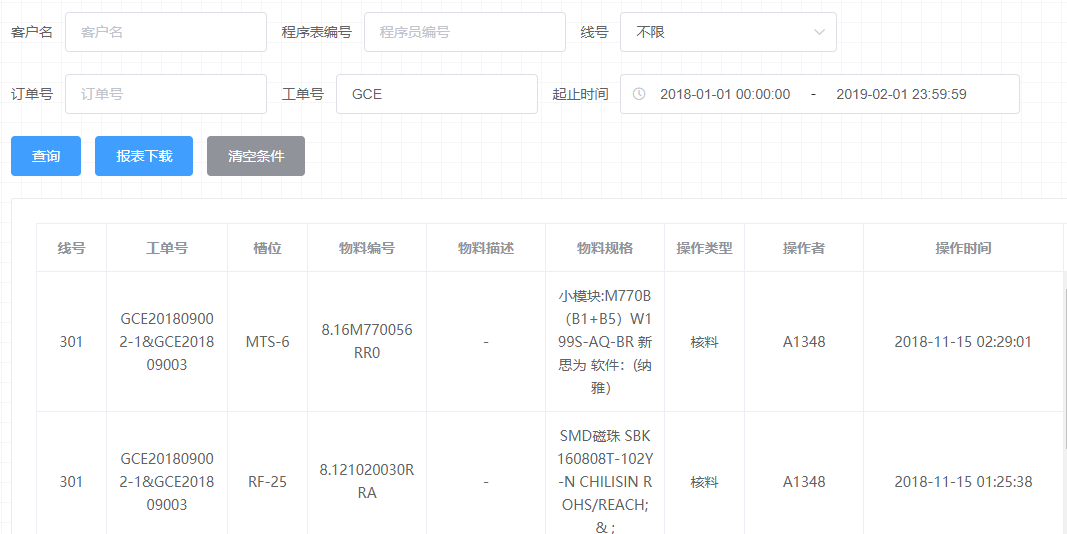 客户名 客户名 程序表编号 程序员编号 线号 不限
订单号 订单号 工单号 GCE 起止时间 2018-01-01 00:00:00 - 2019-02-01 23:59:59
查询 报表下载 清空条件
线号 工单号 槽位 物料编号 物料描述 物料规格 操作类型 操作者 操作时间
301
GCE20180900
2-1&GCE2018
09003
MTS-6
8.16M770056
RR0
-
小模块:M770B
（B1+B5）W1
99S-AQ-BR 新
思为 软件：(纳
雅）
核料
A1348
2018-11-15 02:29:01
301
GCE20180900
2-1&GCE2018
09003
RF-25
8.121020030R
RA
-
SMD磁珠 SBK
160808T-102Y
-N CHILISIN R
OHS/REACH;
& ;
核料
A1348
2018-11-15 01:25:38